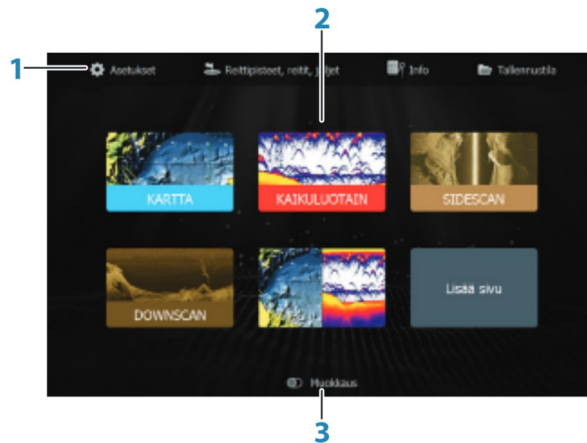 2
1
Asetukset
Reittipisteet, reitit, jäljet
Info
Tallennustila
KARTTA
KAIKULUOTAIN
SIDESCAN
DOWNSCAN
Lisää sivu
Muokkaus
3